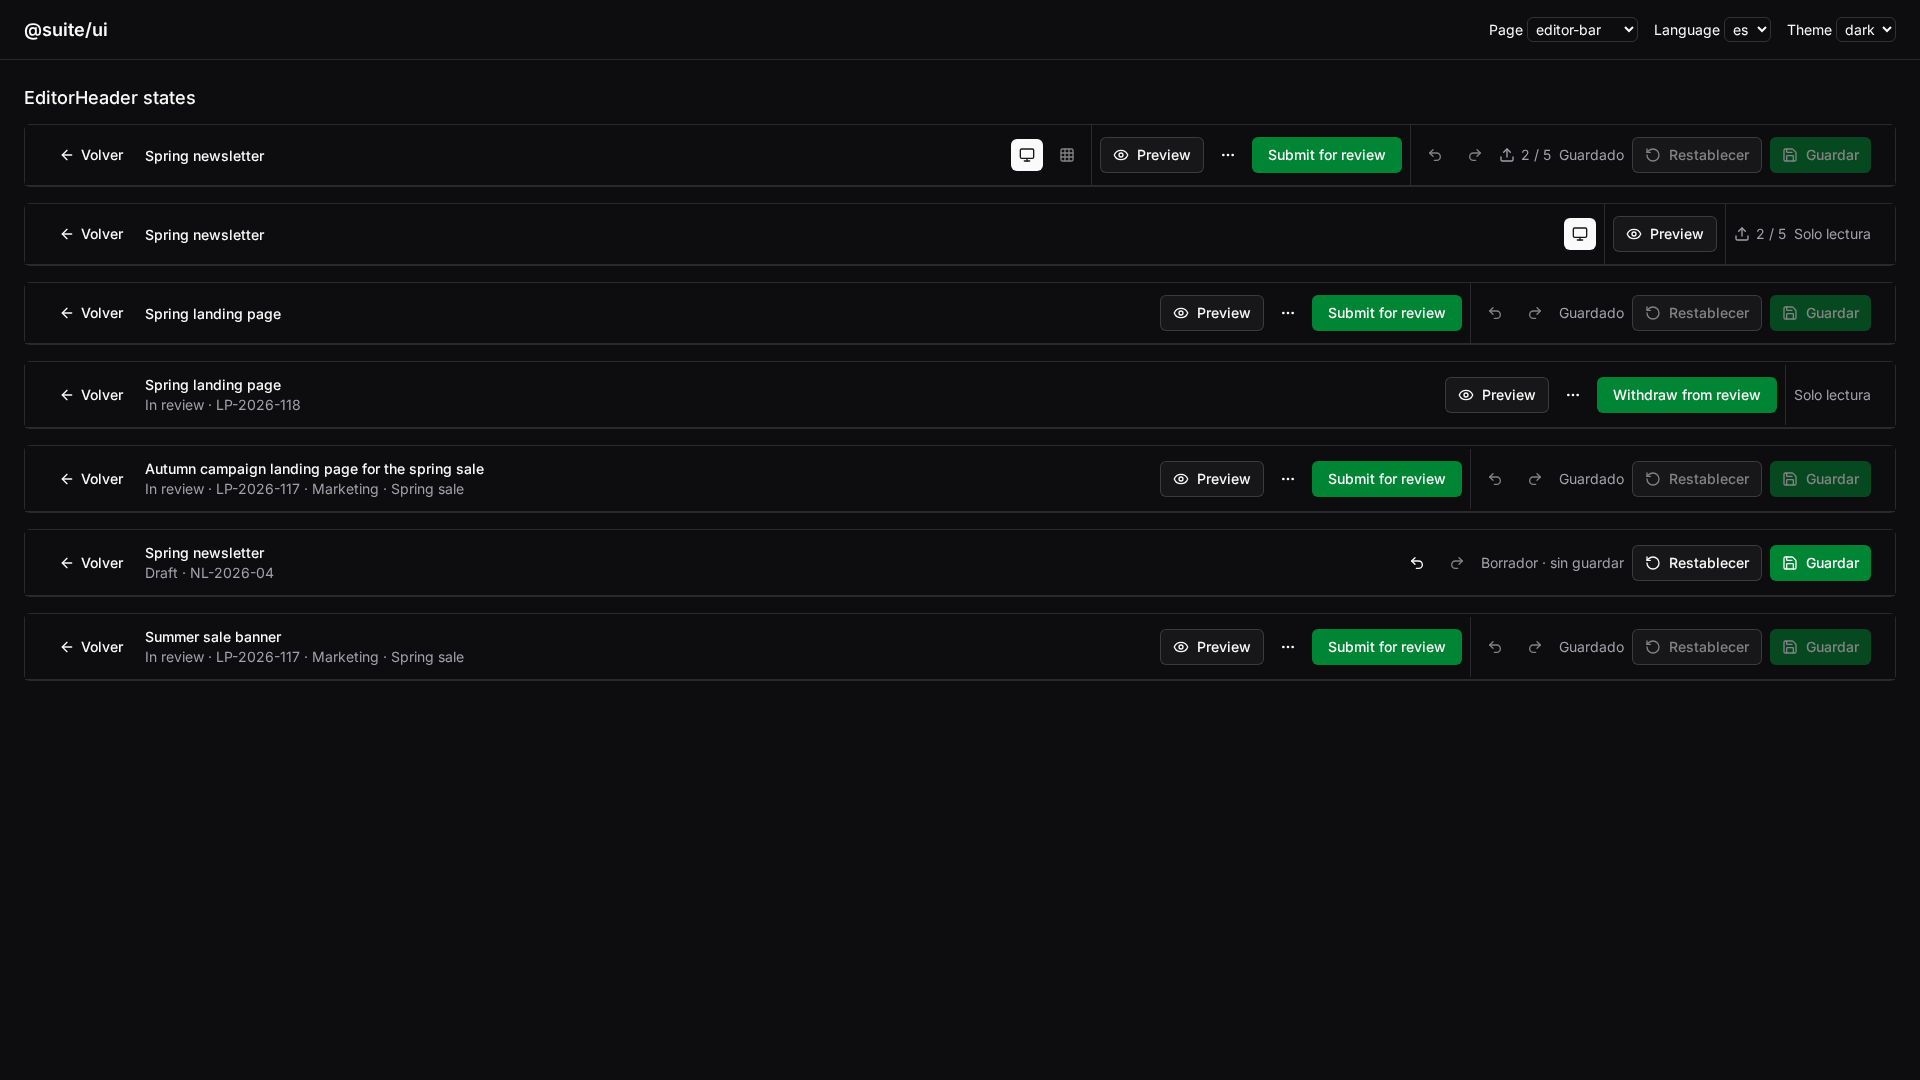 @suite/ui Page editor-bar Language es Theme dark
EditorHeader states
Volver Spring newsletter Preview Submit for review 2 / 5 Guardado Restablecer Guardar
Volver Spring newsletter Preview 2 / 5 Solo lectura
Volver Spring landing page Preview Submit for review Guardado Restablecer Guardar
Volver Spring landing page Preview Withdraw from review Solo lectura
In review · LP-2026-118
Volver Autumn campaign landing page for the spring sale Preview Submit for review Guardado Restablecer Guardar
In review · LP-2026-117 · Marketing · Spring sale
Volver Spring newsletter Borrador · sin guardar Restablecer Guardar
Draft · NL-2026-04
Volver Summer sale banner Preview Submit for review Guardado Restablecer Guardar
In review · LP-2026-117 · Marketing · Spring sale